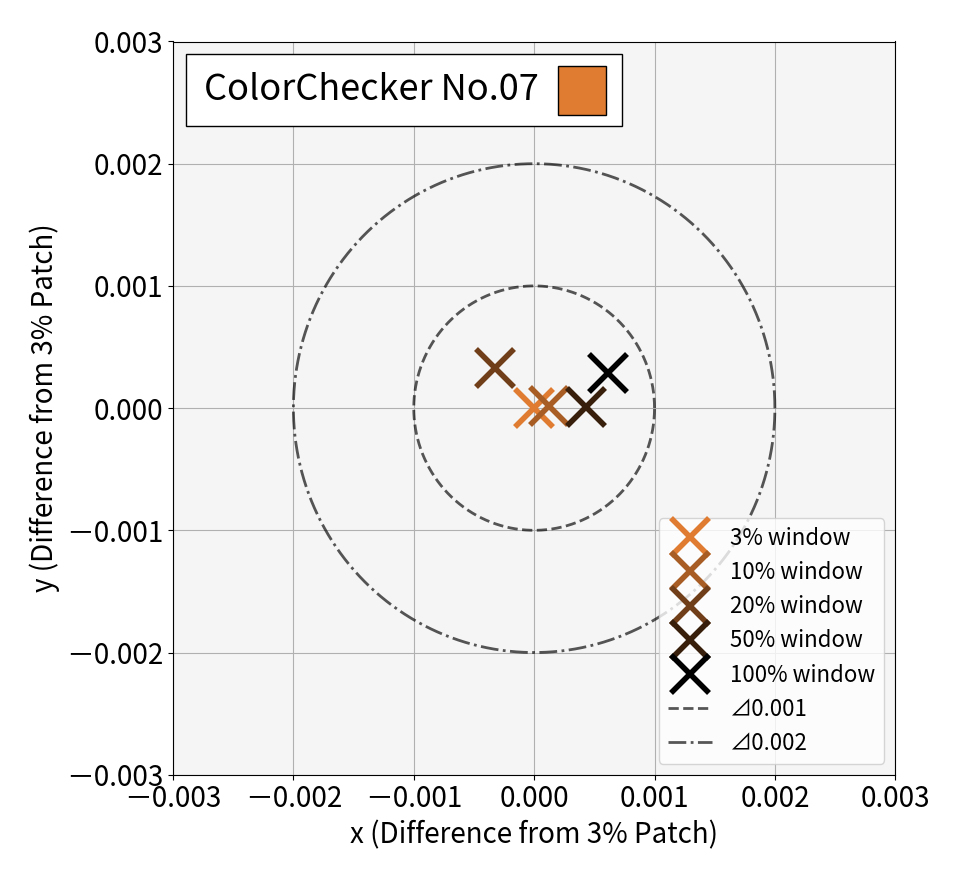 ColorChecker No.07
0.003
0.002
0.001
0.000
−0.001
−0.002
−0.003
y (Difference from 3% Patch)
3% window
10% window
20% window
50% window
100% window
⊿0.001
⊿0.002
−0.003 −0.002 −0.001 0.000 0.001 0.002 0.003
x (Difference from 3% Patch)